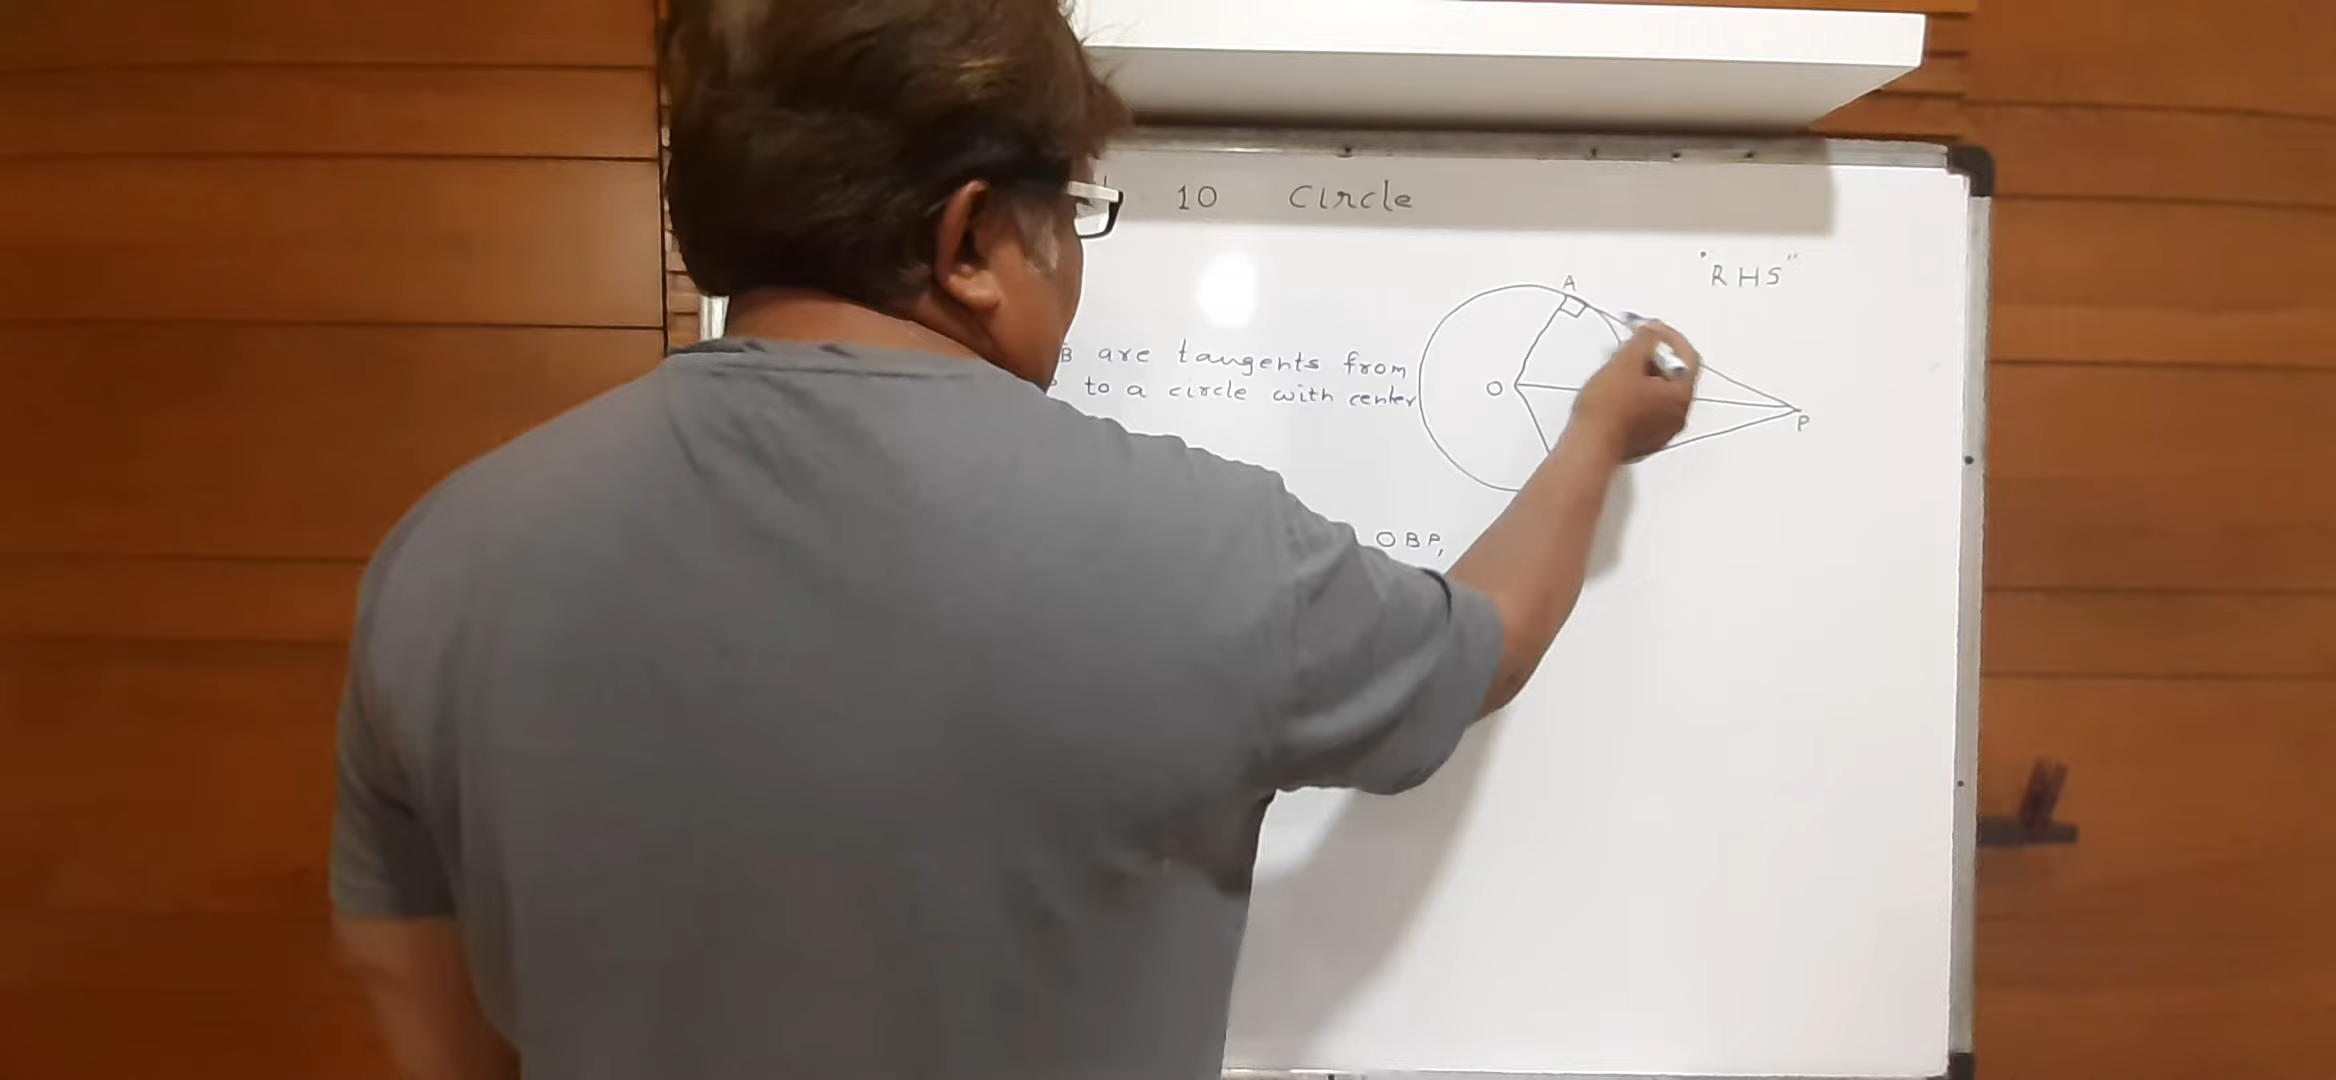 10 Circle
"RHS"
A
B are tangents from
to a circle with center
O
P
OBP,